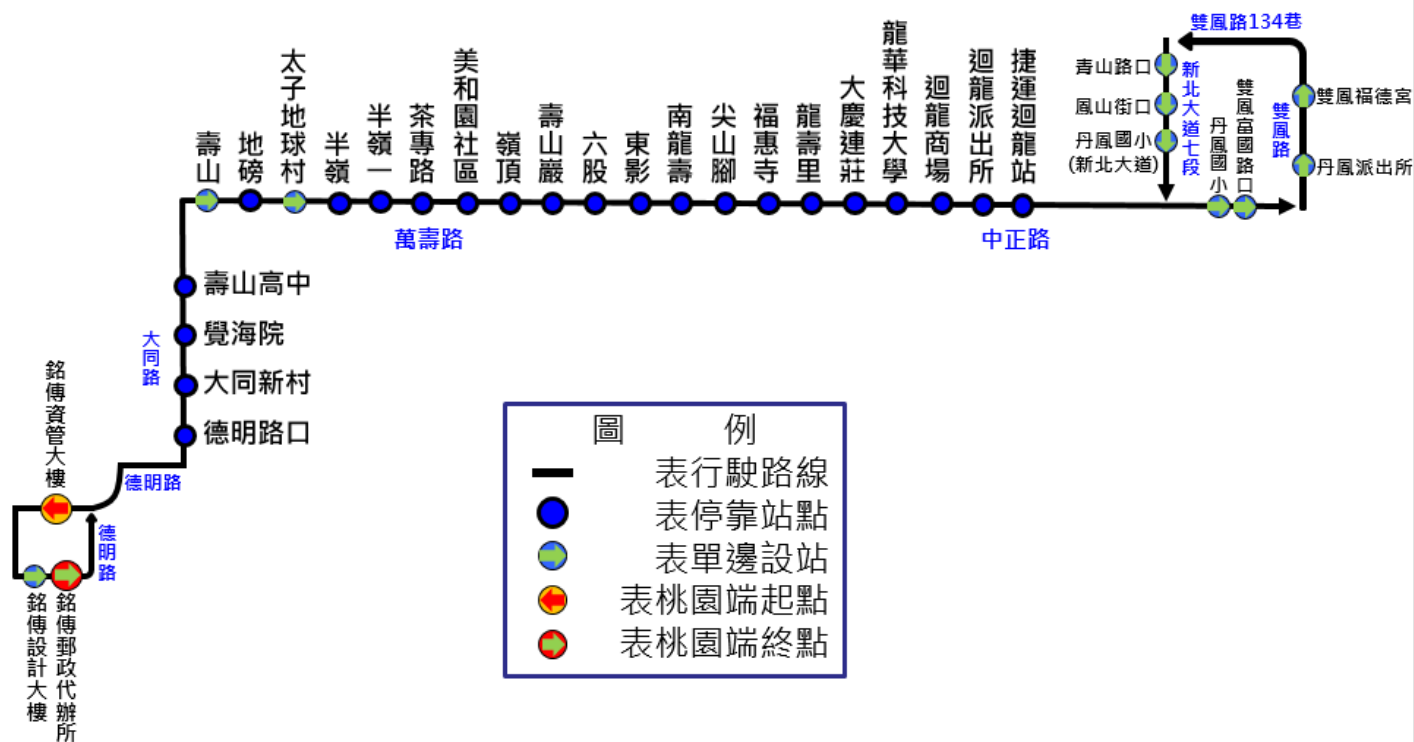 雙鳳路134巷
青山路口
鳳山街口
丹鳳國小
(新北大道)
新北大道七段
丹鳳國小
雙鳳富國路口
雙鳳路
雙鳳福德宮
丹鳳派出所
壽山
地磅
太子地球村
半嶺
半嶺一
茶專路
美和園社區
嶺頂
壽山巖
六股
東影
南龍壽
尖山腳
福惠寺
龍壽里
大慶連莊
龍華科技大學
迴龍商場
迴龍派出所
捷運迴龍站
萬壽路
中正路
壽山高中
覺海院
大同新村
德明路口
大同路
德明路
銘傳資管大樓
德明路
銘傳設計大樓
銘傳郵政代辦所
圖 例
表行駛路線
表停靠站點
表單邊設站
表桃園端起點
表桃園端終點